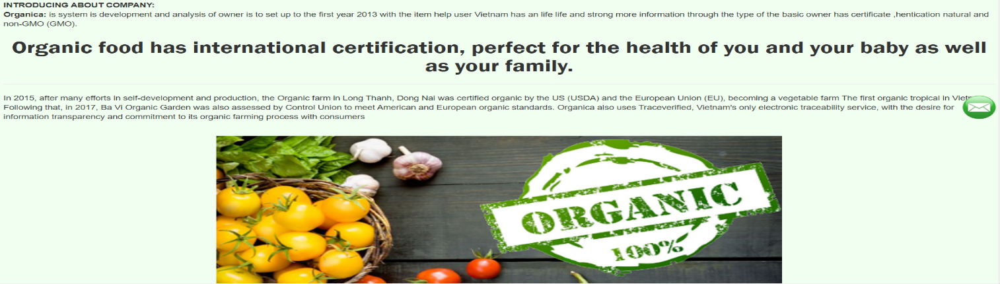 INTRODUCING ABOUT COMPANY:
Organica: is system is development and analysis of owner is to set up to the first year 2013 with the item help user Vietnam has an life life and strong more information through the type of the basic owner has certificate ,hentication natural and
non-GMO (GMO).
Organic food has international certification, perfect for the health of you and your baby as well
as your family.
In 2015, after many efforts in self-development and production, the Organic farm in Long Thanh, Dong Nai was certified organic by the US (USDA) and the European Union (EU), becoming a vegetable farm The first organic tropical in
Following that, in 2017, Ba Vi Organic Garden was also assessed by Control Union to meet American and European organic standards. Organica also uses Traceverified, Vietnam's only electronic traceability service, with the desire for
information transparency and commitment to its organic farming process with consumers
ORGANIC
100%